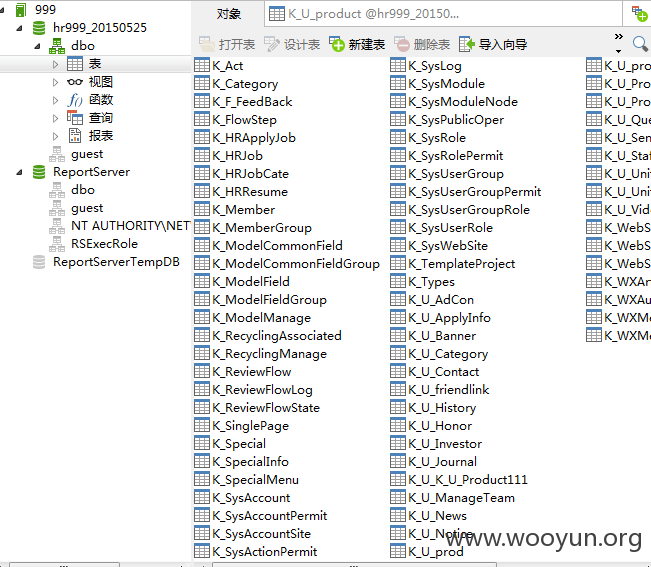 999
hr999_20150525
dbo
表
视图
函数
查询
报表
guest
ReportServer
dbo
guest
NT AUTHORITY\NET
RSExecRole
ReportServerTempDB
对象
K_U_product @hr999_20150...
打开表 设计表 新建表 删除表 导入向导
K_Act
K_Category
K_F_FeedBack
K_FlowStep
K_HRApplyJob
K_HRJob
K_HRJobCate
K_HRResume
K_Member
K_MemberGroup
K_ModelCommonField
K_ModelCommonFieldGroup
K_ModelField
K_ModelFieldGroup
K_ModelManage
K_RecyclingAssociated
K_RecyclingManage
K_ReviewFlow
K_ReviewFlowLog
K_ReviewFlowState
K_SinglePage
K_Special
K_SpecialInfo
K_SpecialMenu
K_SysAccount
K_SysAccountPermit
K_SysAccountSite
K_SysActionPermit
K_SysLog
K_SysModule
K_SysModuleNode
K_SysPublicOper
K_SysRole
K_SysRolePermit
K_SysUserGroup
K_SysUserGroupPermit
K_SysUserGroupRole
K_SysUserRole
K_SysWebSite
K_TemplateProject
K_Types
K_U_AdCon
K_U_ApplyInfo
K_U_Banner
K_U_Category
K_U_Contact
K_U_friendlink
K_U_History
K_U_Honor
K_U_Investor
K_U_Journal
K_U_K_U_Product111
K_U_ManageTeam
K_U_News
K_U_Notice
K_U_prod
K_U_pro
K_U_Pro
K_U_Pro
K_U_Que
K_U_Sen
K_U_Staf
K_U_Uni
K_U_Uni
K_U_Vide
K_WebS
K_WebS
K_WebS
K_WXAr
K_WXAu
K_WXMe
K_WXMe
www.wooyun.org